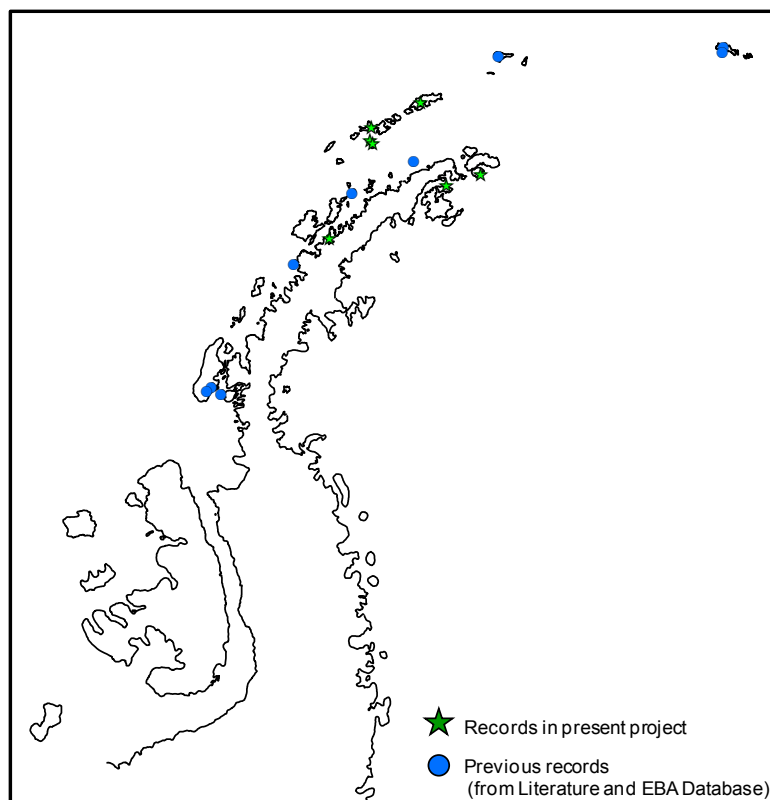 Records in present project
Previous records
(from Literature and EBA Database)